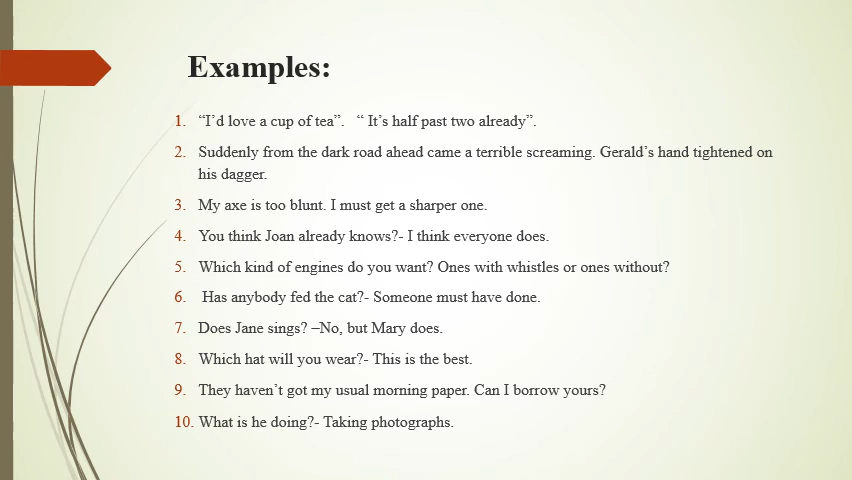 Examples:
1. “I’d love a cup of tea”. “ It’s half past two already”.
2. Suddenly from the dark road ahead came a terrible screaming. Gerald’s hand tightened on
his dagger.
3. My axe is too blunt. I must get a sharper one.
4. You think Joan already knows?- I think everyone does.
5. Which kind of engines do you want? Ones with whistles or ones without?
6. Has anybody fed the cat?- Someone must have done.
7. Does Jane sings? –No, but Mary does.
8. Which hat will you wear?- This is the best.
9. They haven’t got my usual morning paper. Can I borrow yours?
10. What is he doing?- Taking photographs.